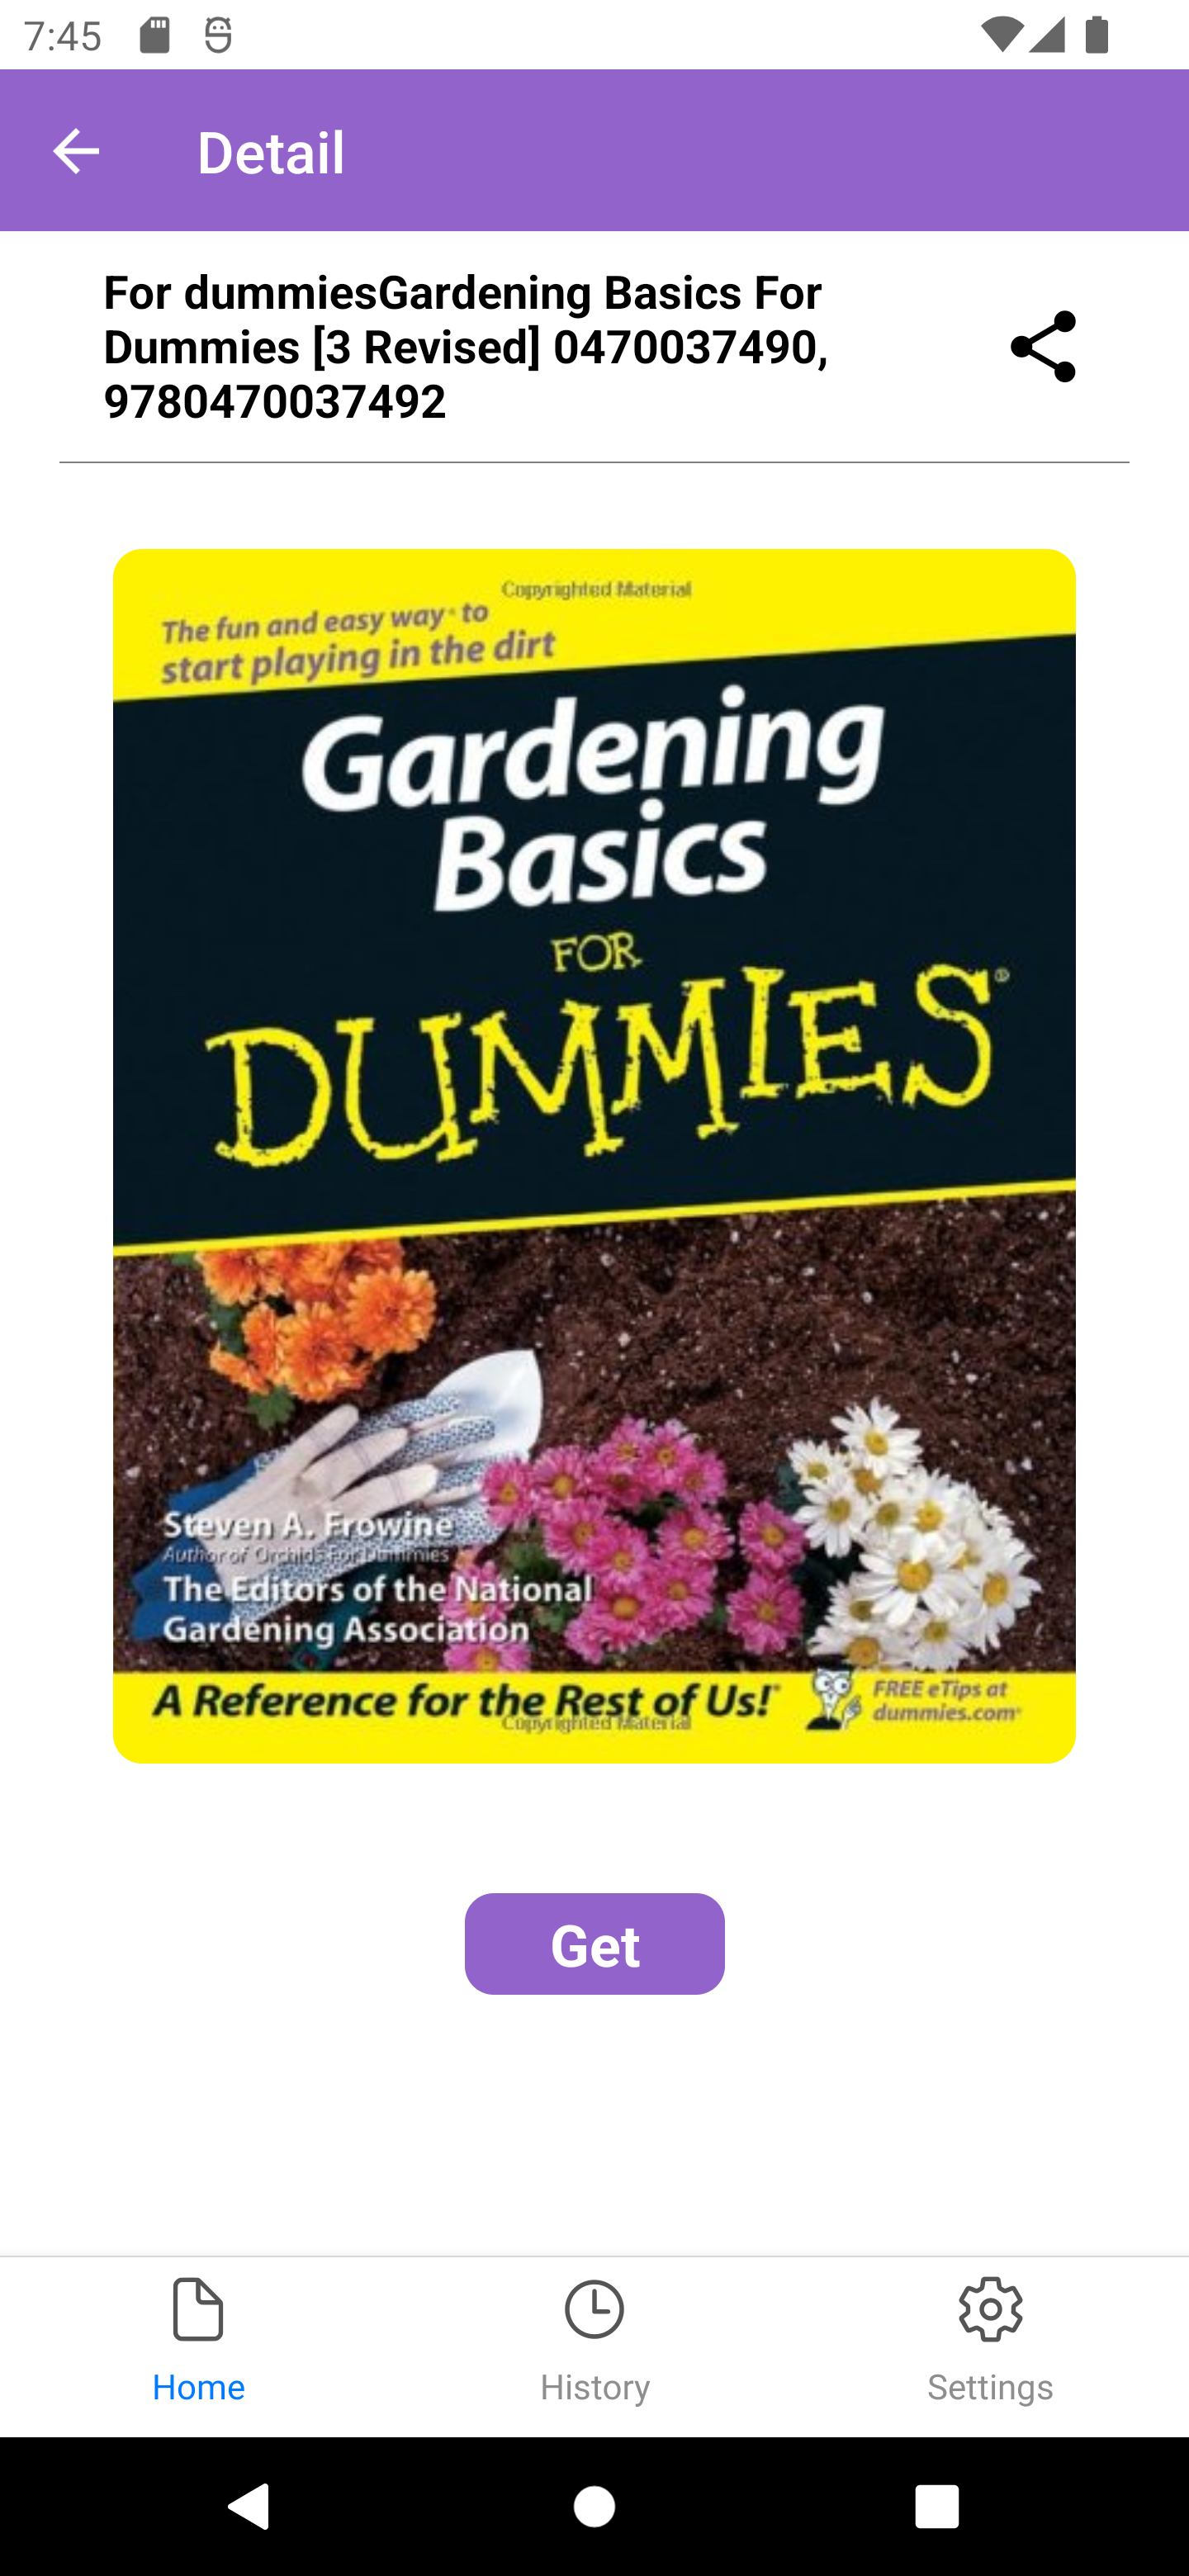 7:45
Detail
For dummiesGardening Basics For
Dummies [3 Revised] 0470037490,
9780470037492
Copyrighted Material
The fun and easy way® to
start playing in the dirt
Gardening
Basics
FOR
DUMMIES®
Steven A. Frowine
Author of Orchids For Dummies
The Editors of the National
Gardening Association
A Reference for the Rest of Us!®
FREE eTips at
dummies.com®
Copyrighted Material
Get
Home
History
Settings